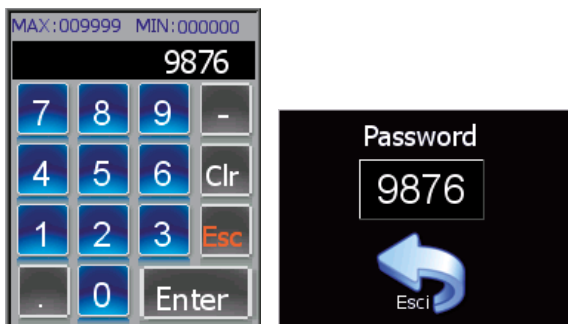 MAX:009999 MIN:000000
9876
7 8 9 -
4 5 6 Clr
1 2 3 Esc
. 0 Enter
Password
9876
Esci